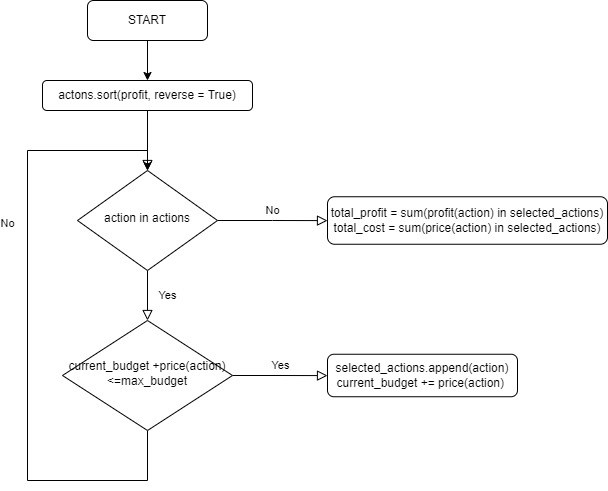 START
actons.sort(profit, reverse = True)
No
action in actions
No
total_profit = sum(profit(action) in selected_actions)
total_cost = sum(price(action) in selected_actions)
Yes
current_budget +price(action)
<=max_budget
Yes
selected_actions.append(action)
current_budget += price(action)